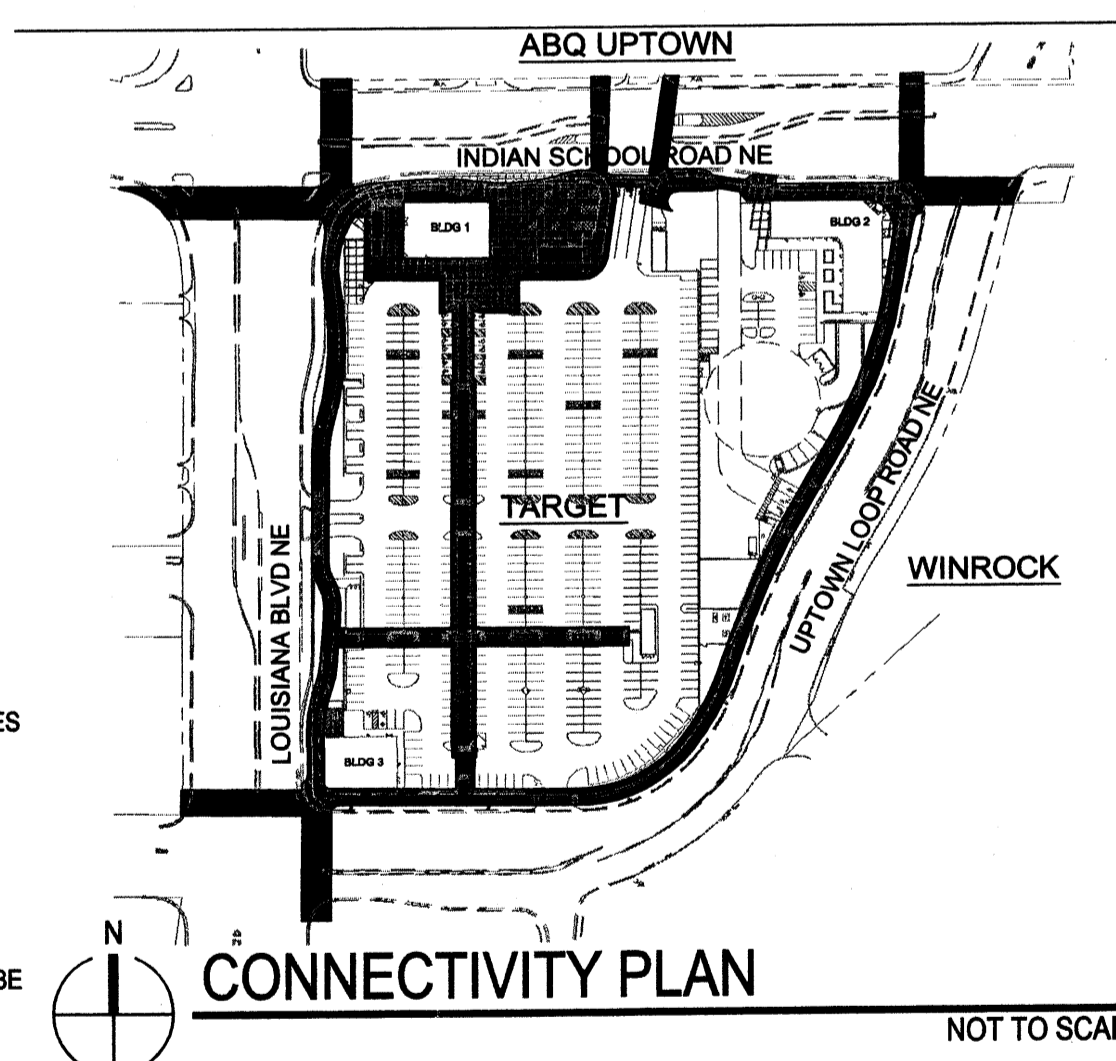 ABQ UPTOWN
INDIAN SCHOOL ROAD NE
BLDG 1
BLDG 2
TARGET
LOUISIANA BLVD NE
UPTOWN LOOP ROAD NE
WINROCK
ES
BLDG 3
N
BE
CONNECTIVITY PLAN
NOT TO SCAL